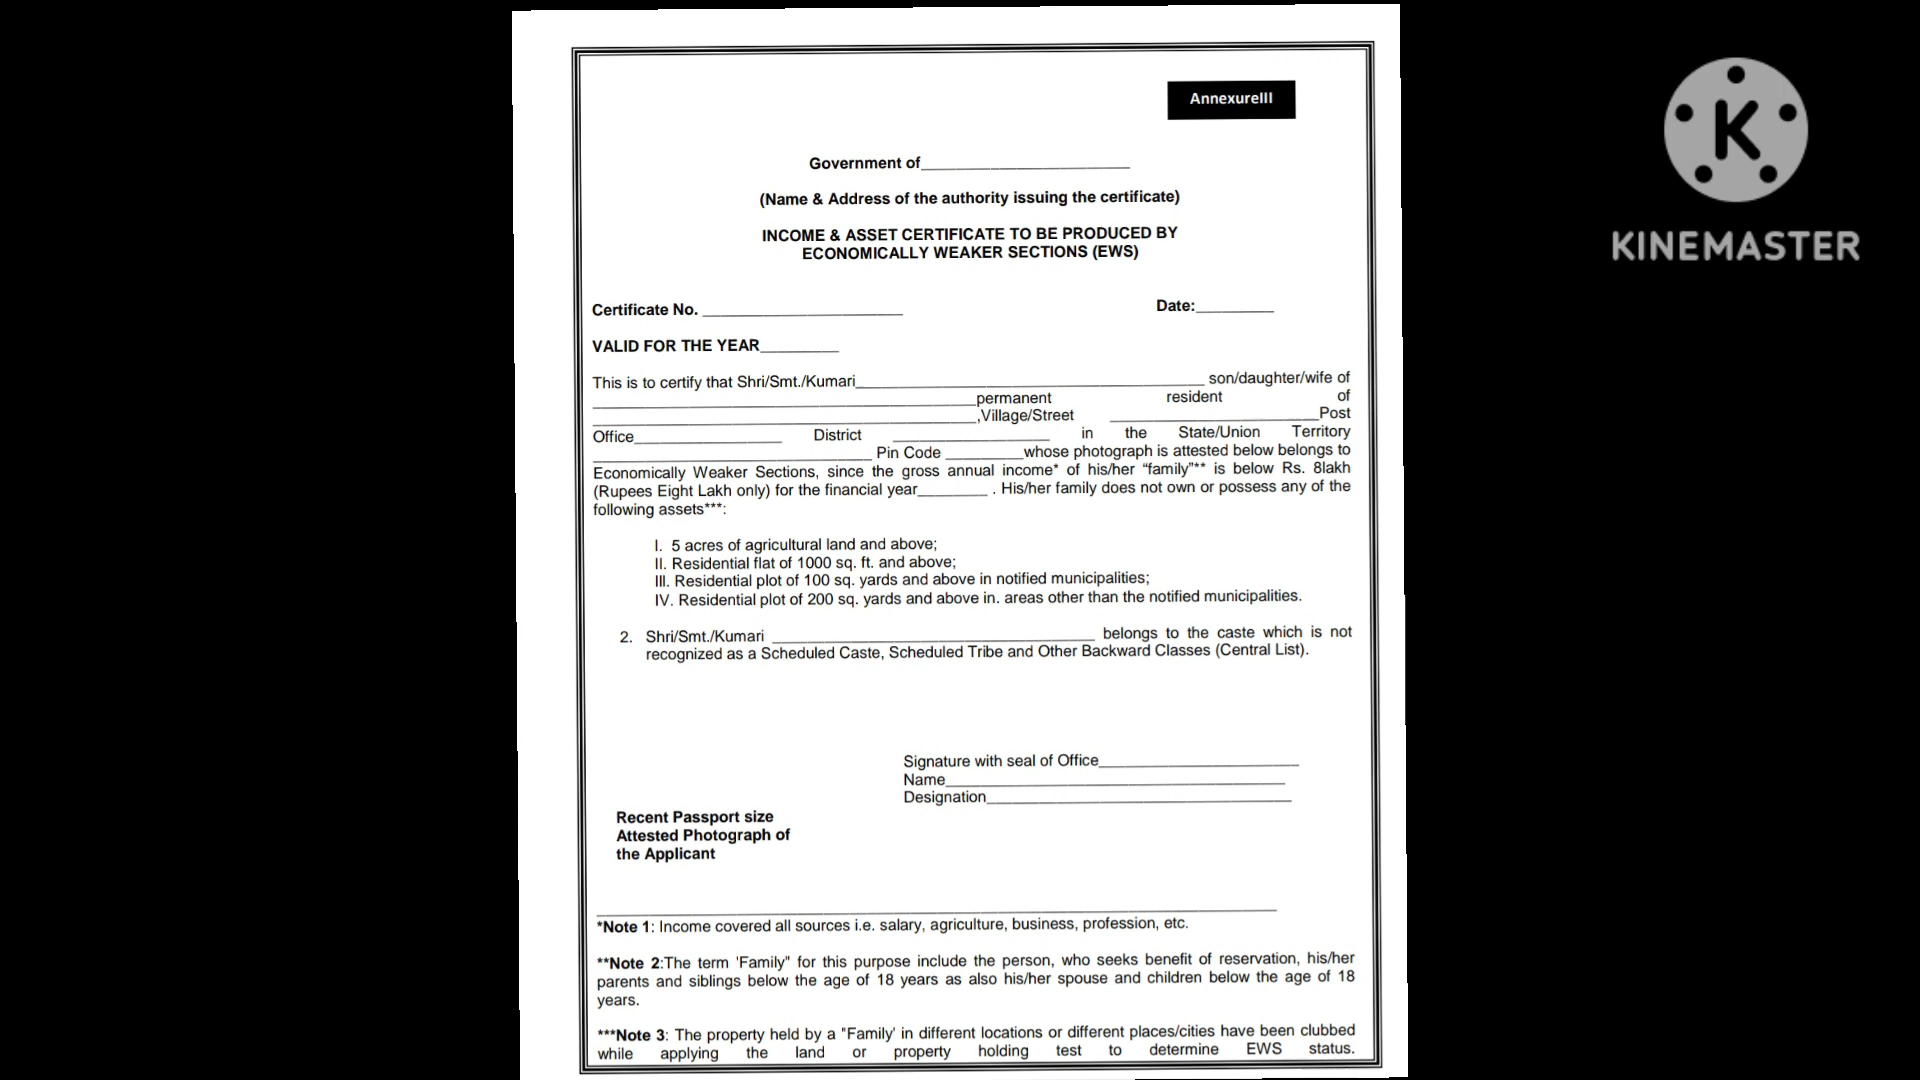 AnnexureIII
K
KINEMASTER
Government of________________________
(Name & Address of the authority issuing the certificate)
INCOME & ASSET CERTIFICATE TO BE PRODUCED BY
ECONOMICALLY WEAKER SECTIONS (EWS)
Certificate No. _______________________ Date:_________
VALID FOR THE YEAR_________
This is to certify that Shri/Smt./Kumari________________________________________ son/daughter/wife of
____________________________________________permanent resident of
____________________________________________,Village/Street ________________________Post
Office_________________ District __________________ in the State/Union Territory
________________________________ Pin Code _________whose photograph is attested below belongs to
Economically Weaker Sections, since the gross annual income* of his/her “family”** is below Rs. 8lakh
(Rupees Eight Lakh only) for the financial year________ . His/her family does not own or possess any of the
following assets***:
I. 5 acres of agricultural land and above;
II. Residential flat of 1000 sq. ft. and above;
III. Residential plot of 100 sq. yards and above in notified municipalities;
IV. Residential plot of 200 sq. yards and above in. areas other than the notified municipalities.
2. Shri/Smt./Kumari _____________________________________ belongs to the caste which is not
recognized as a Scheduled Caste, Scheduled Tribe and Other Backward Classes (Central List).
Signature with seal of Office_______________________
Name_______________________________________
Designation___________________________________
Recent Passport size
Attested Photograph of
the Applicant
*Note 1: Income covered all sources i.e. salary, agriculture, business, profession, etc.
**Note 2:The term 'Family" for this purpose include the person, who seeks benefit of reservation, his/her
parents and siblings below the age of 18 years as also his/her spouse and children below the age of 18
years.
***Note 3: The property held by a "Family' in different locations or different places/cities have been clubbed
while applying the land or property holding test to determine EWS status.